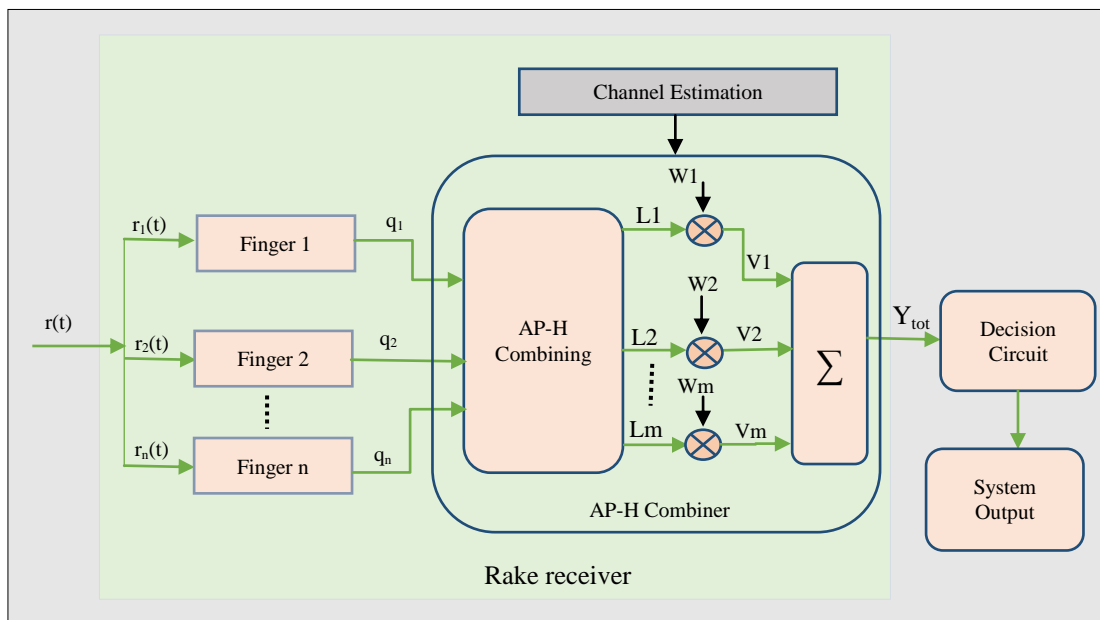 Channel Estimation
W1
r₁(t)
Finger 1
q₁
L1
V1
W2
r(t)
r₂(t)
Finger 2
q₂
AP-H
Combining
L2
V2
Σ
Yₜₒₜ
Decision
Circuit
Wm
rₙ(t)
Finger n
qₙ
Lm
Vm
System
Output
AP-H Combiner
Rake receiver